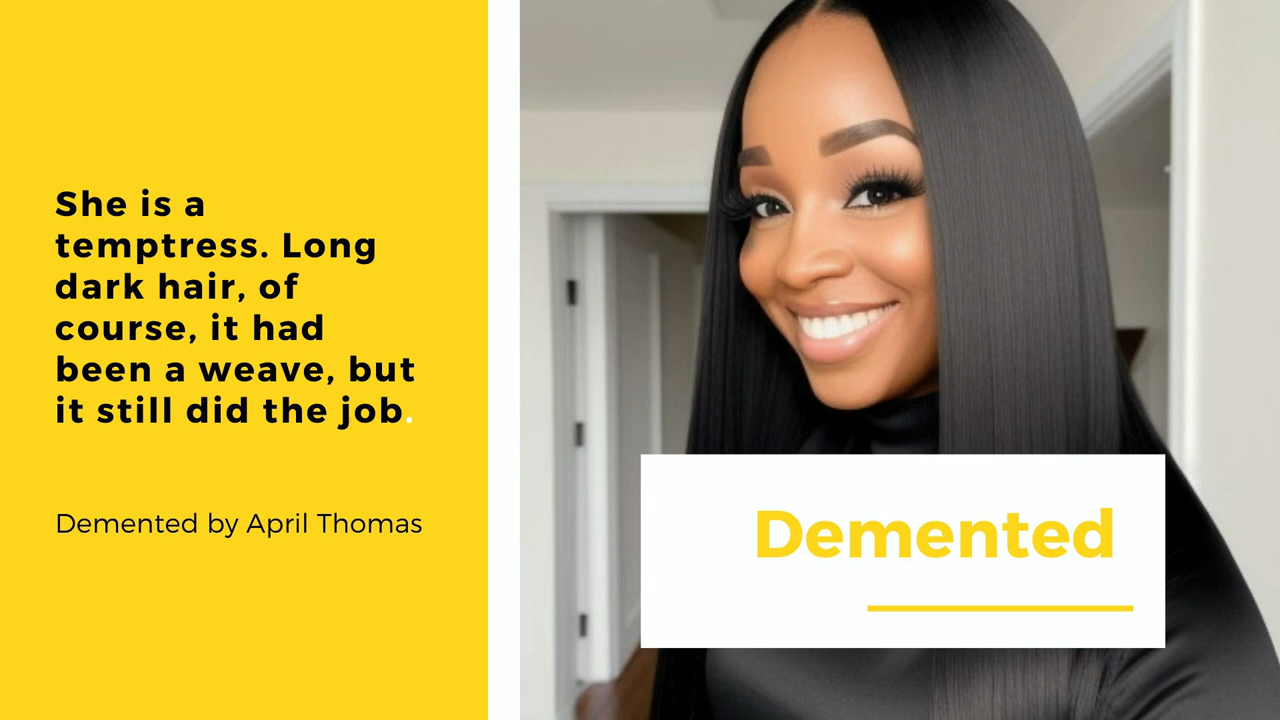 She is a
temptress. Long
dark hair, of
course, it had
been a weave, but
it still did the job.
Demented by April Thomas
Demented